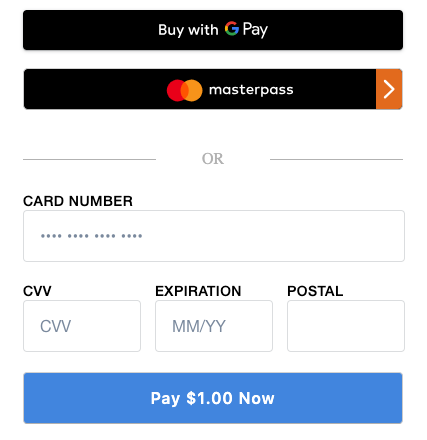 Buy with G Pay
masterpass
OR
CARD NUMBER
•••• •••• •••• ••••
CVV EXPIRATION POSTAL
CVV MM/YY
Pay $1.00 Now